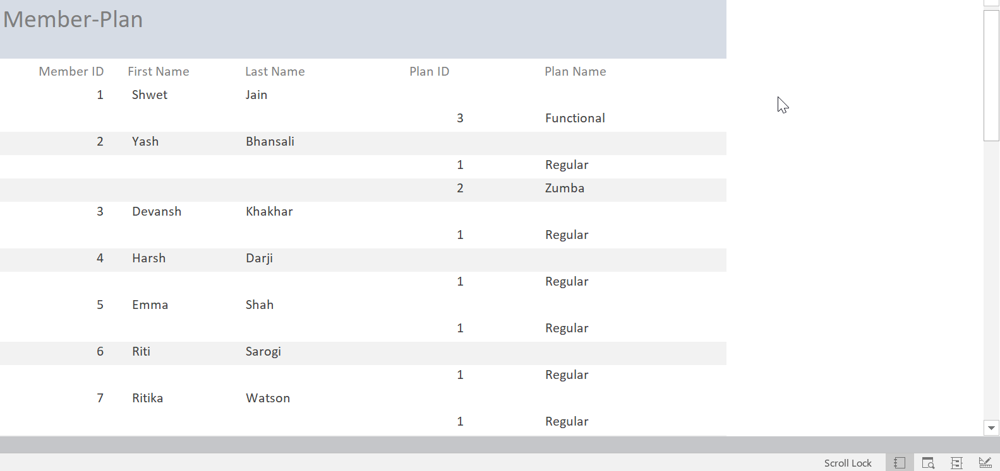 Member-Plan
Member ID First Name Last Name Plan ID Plan Name
1 Shwet Jain
3 Functional
2 Yash Bhansali
1 Regular
2 Zumba
3 Devansh Khakhar
1 Regular
4 Harsh Darji
1 Regular
5 Emma Shah
1 Regular
6 Riti Sarogi
1 Regular
7 Ritika Watson
1 Regular
Scroll Lock